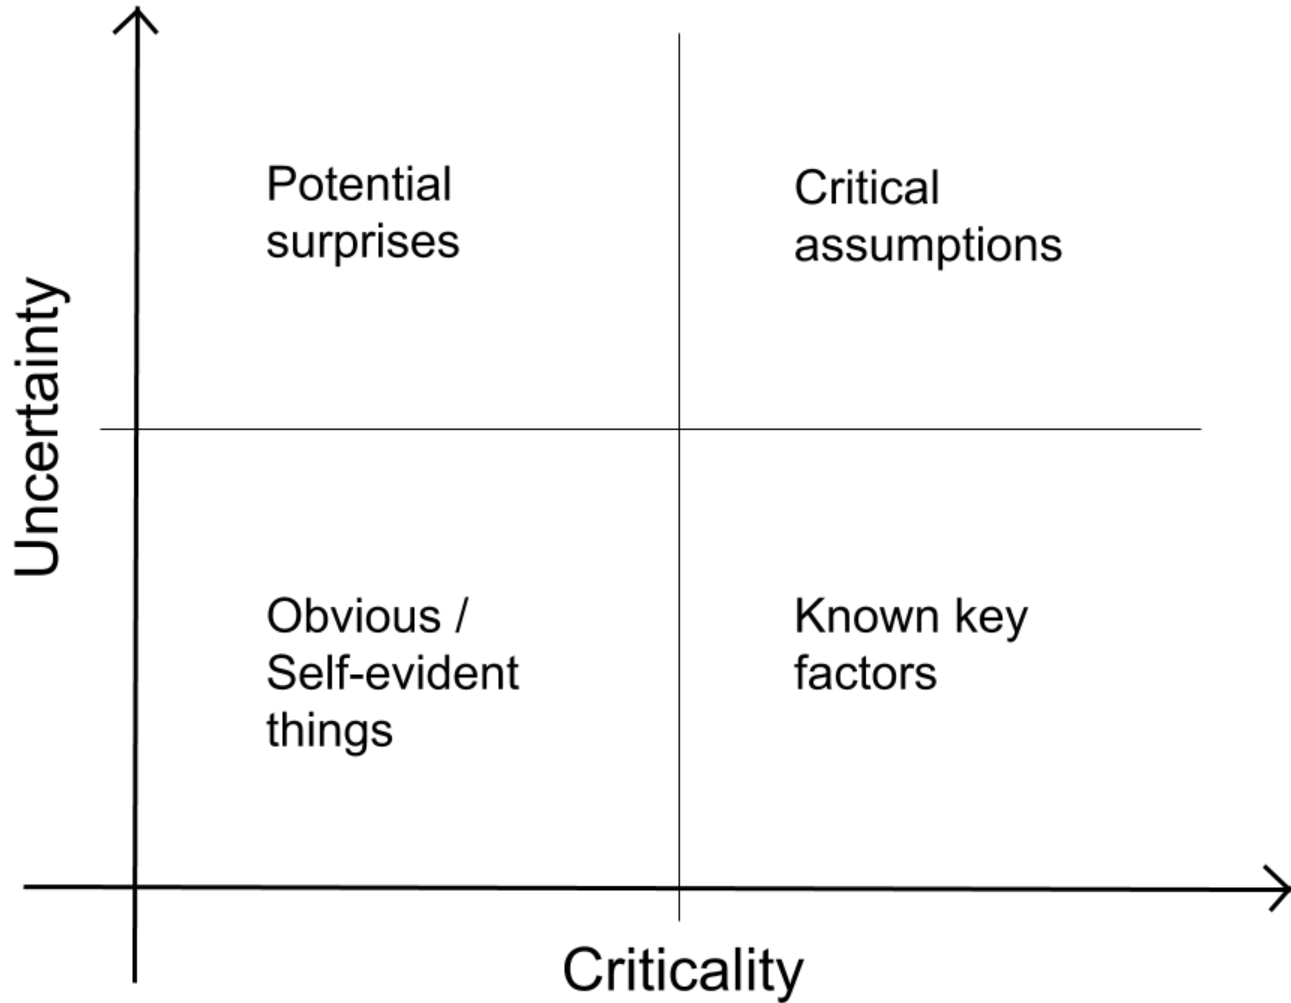 Uncertainty
Potential
surprises
Critical
assumptions
Obvious /
Self-evident
things
Known key
factors
Criticality